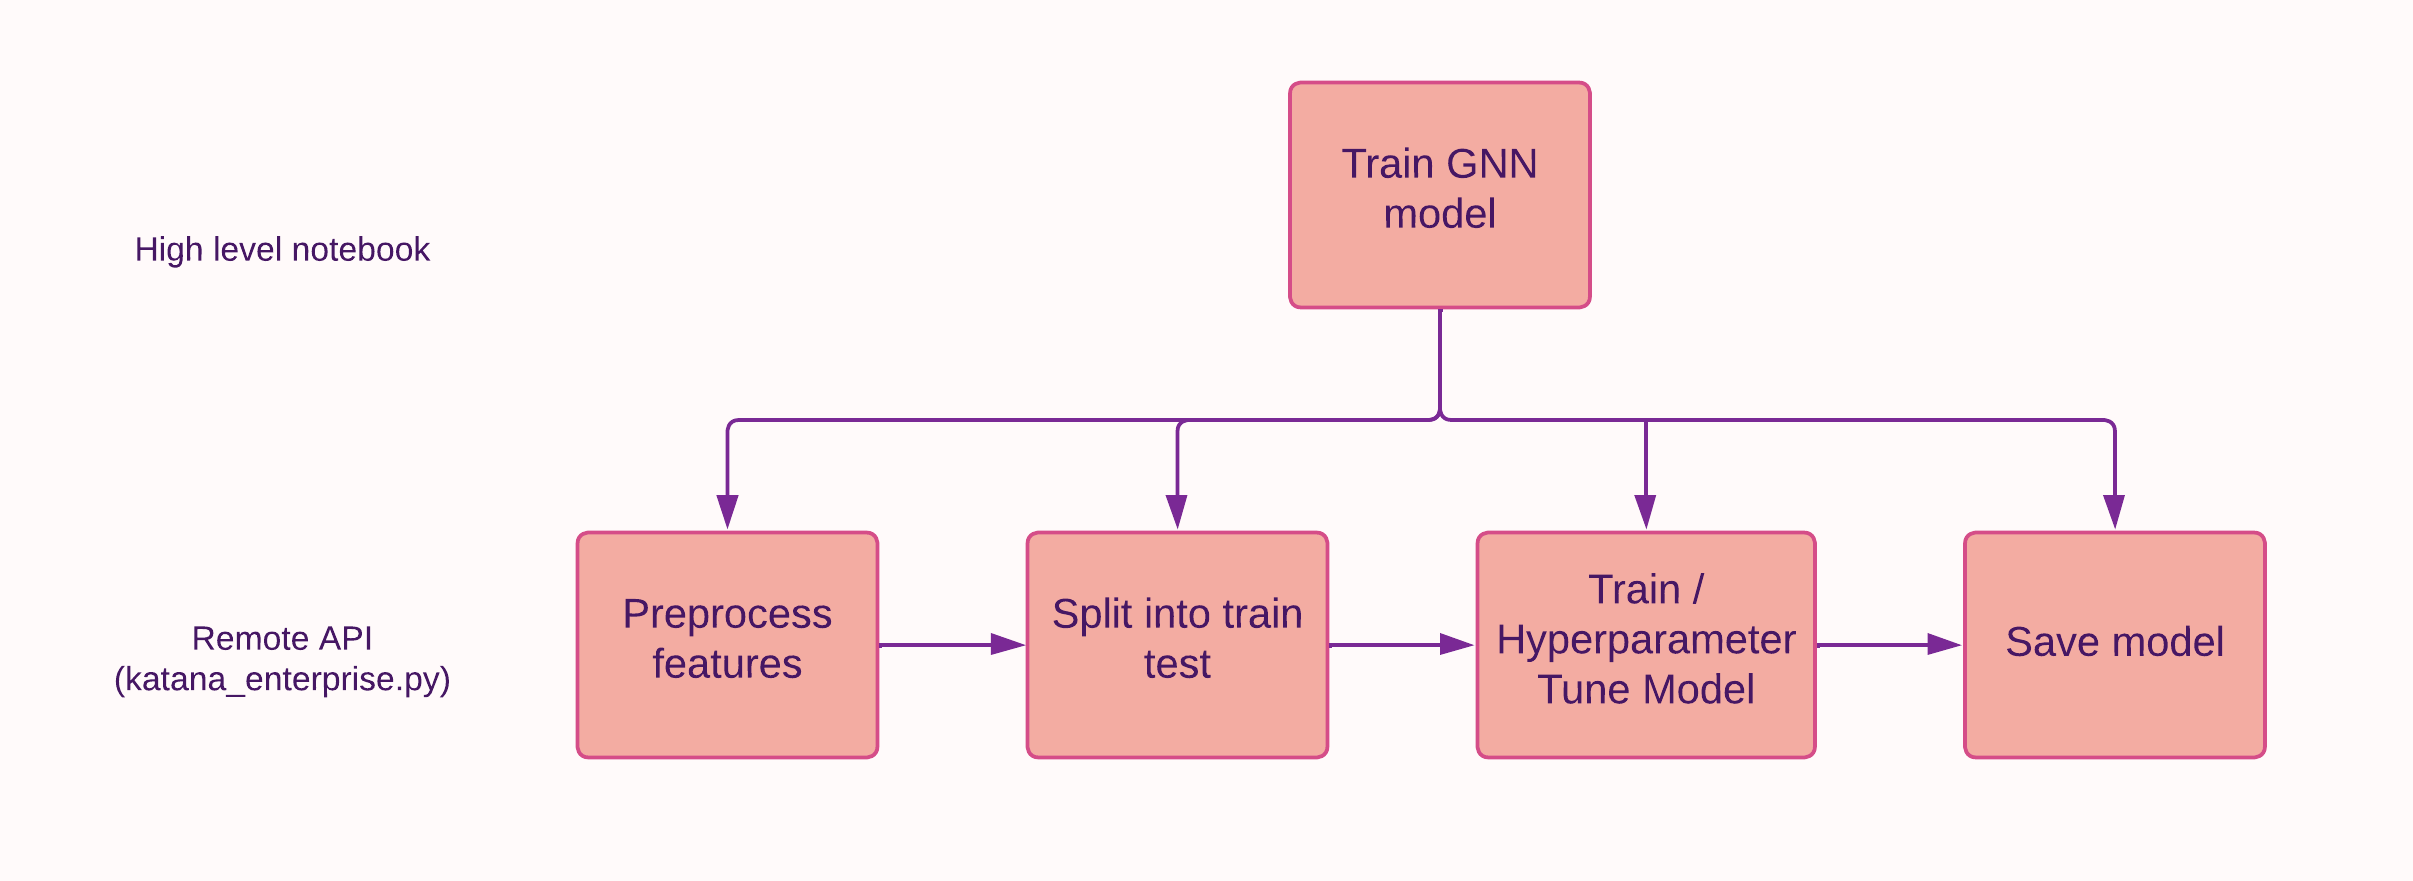 Train GNN
model
High level notebook
Preprocess
features
Split into train
test
Train /
Hyperparameter
Tune Model
Save model
Remote API
(katana_enterprise.py)